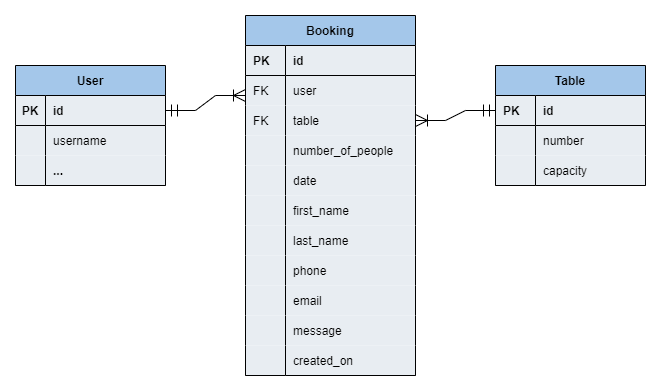 User
PK id
username
...
Booking
PK id
FK user
FK table
number_of_people
date
first_name
last_name
phone
email
message
created_on
Table
PK id
number
capacity